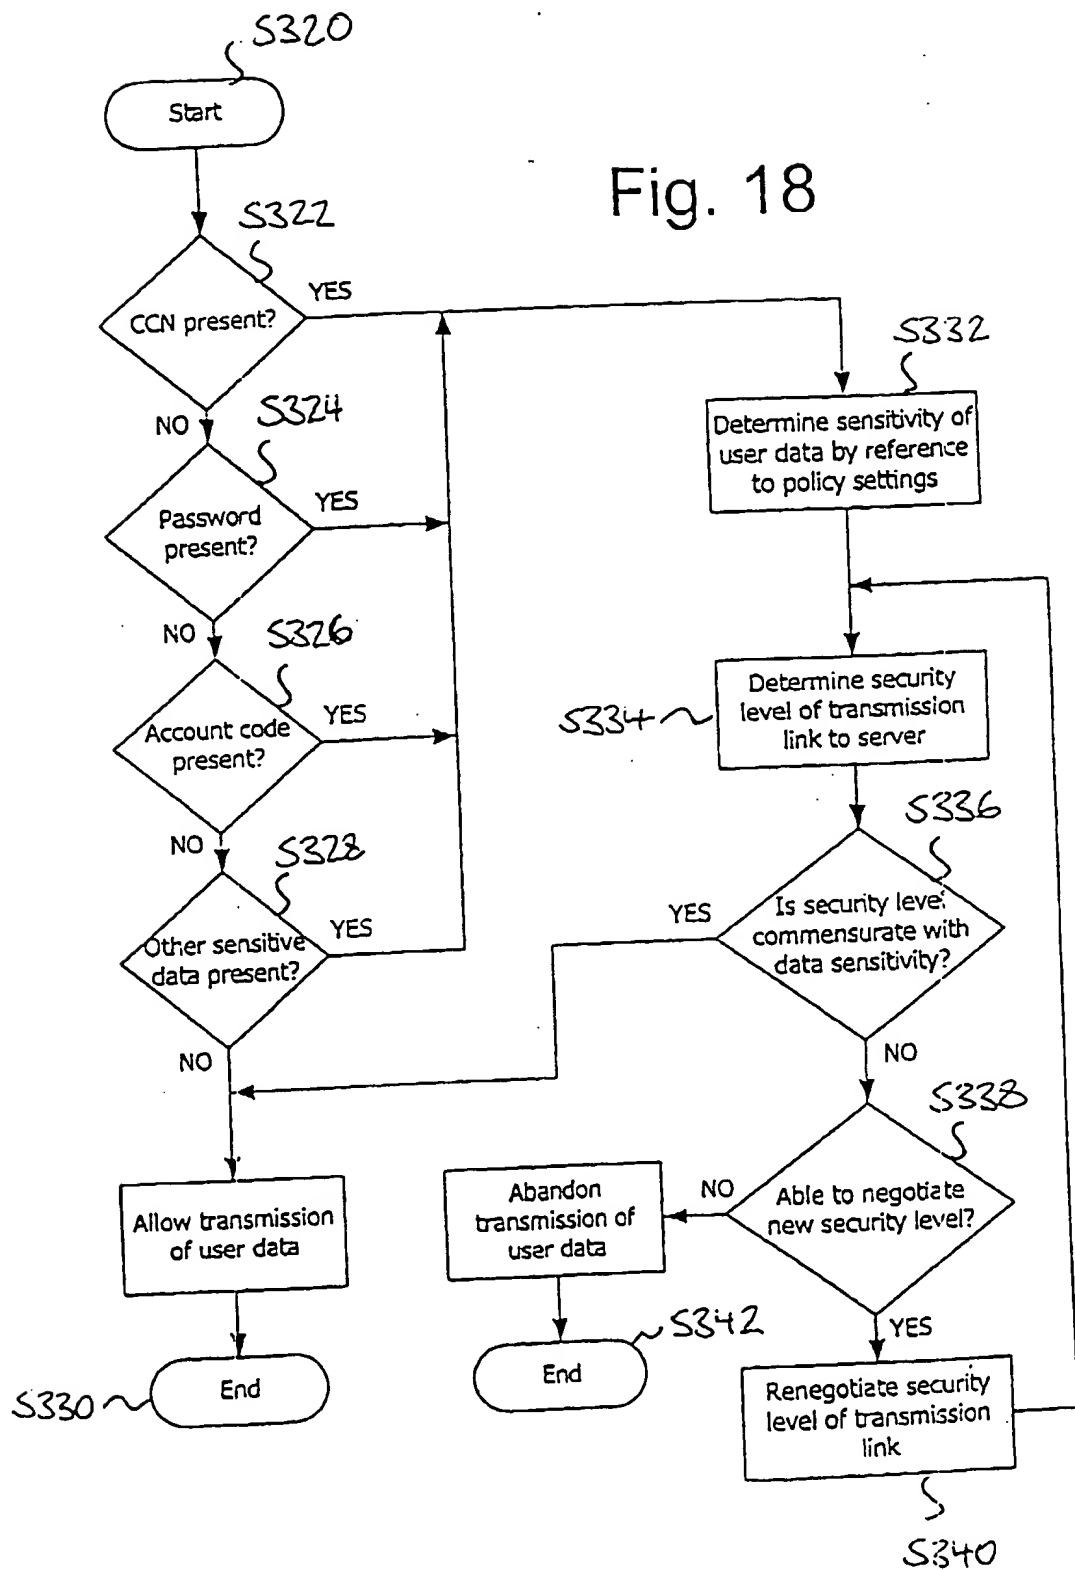 S320
Start
Fig. 18
S322
CCN present?
YES
NO
S324
Password
present?
YES
NO
S326
Account code
present?
YES
NO
S328
Other sensitive
data present?
YES
NO
Allow transmission
of user data
S330
End
S332
Determine sensitivity of
user data by reference
to policy settings
S334
Determine security
level of transmission
link to server
S336
Is security level
commensurate with
data sensitivity?
YES
NO
S338
Able to negotiate
new security level?
NO
YES
Abandon
transmission of
user data
S342
End
Renegotiate security
level of transmission
link
S340